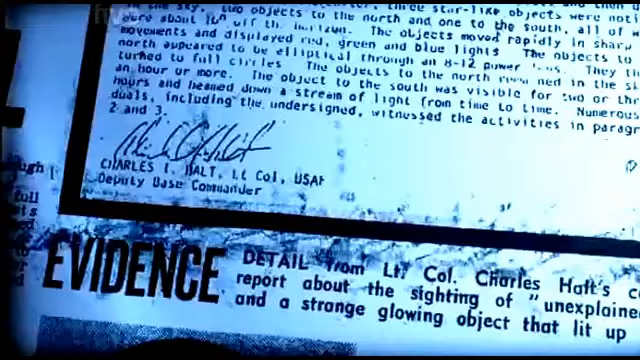 five
in the sky, two objects to the north and one to the south, all of w
were about 10° off the horizon. The objects moved rapidly in sharp
movements and displayed red, green and blue lights. The objects to
north appeared to be elliptical through an 8-12 power They t
turned to full circles. The objects to the north ned in the sk
an hour or more. The object to the south was visible for two or th
hours and beamed down a stream of light from time to time. Numerous
duals, including the undersigned, witnessed the activities in paragr
2 and 3.
CHARLES I. HALT, Lt Col, USAF
Deputy Base Commander
ugh
full
EVIDENCE
DETAIL from Lt. Col. Charles Halt's c
report about the sighting of "unexplaine
and a strange glowing object that lit up